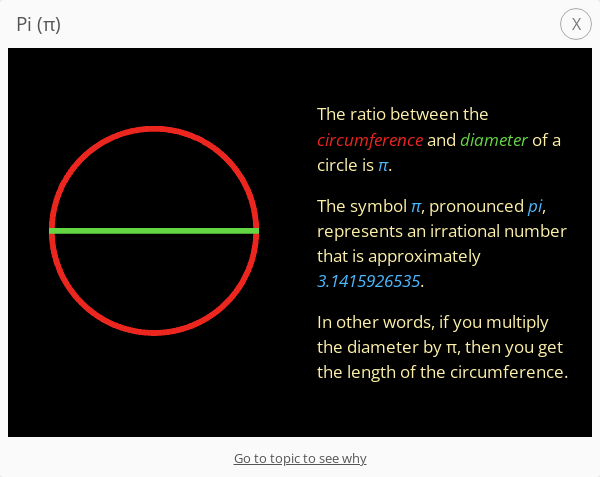 Pi (π)
X
The ratio between the
circumference and diameter of a
circle is π.
The symbol π, pronounced pi,
represents an irrational number
that is approximately
3.1415926535.
In other words, if you multiply
the diameter by π, then you get
the length of the circumference.
Go to topic to see why